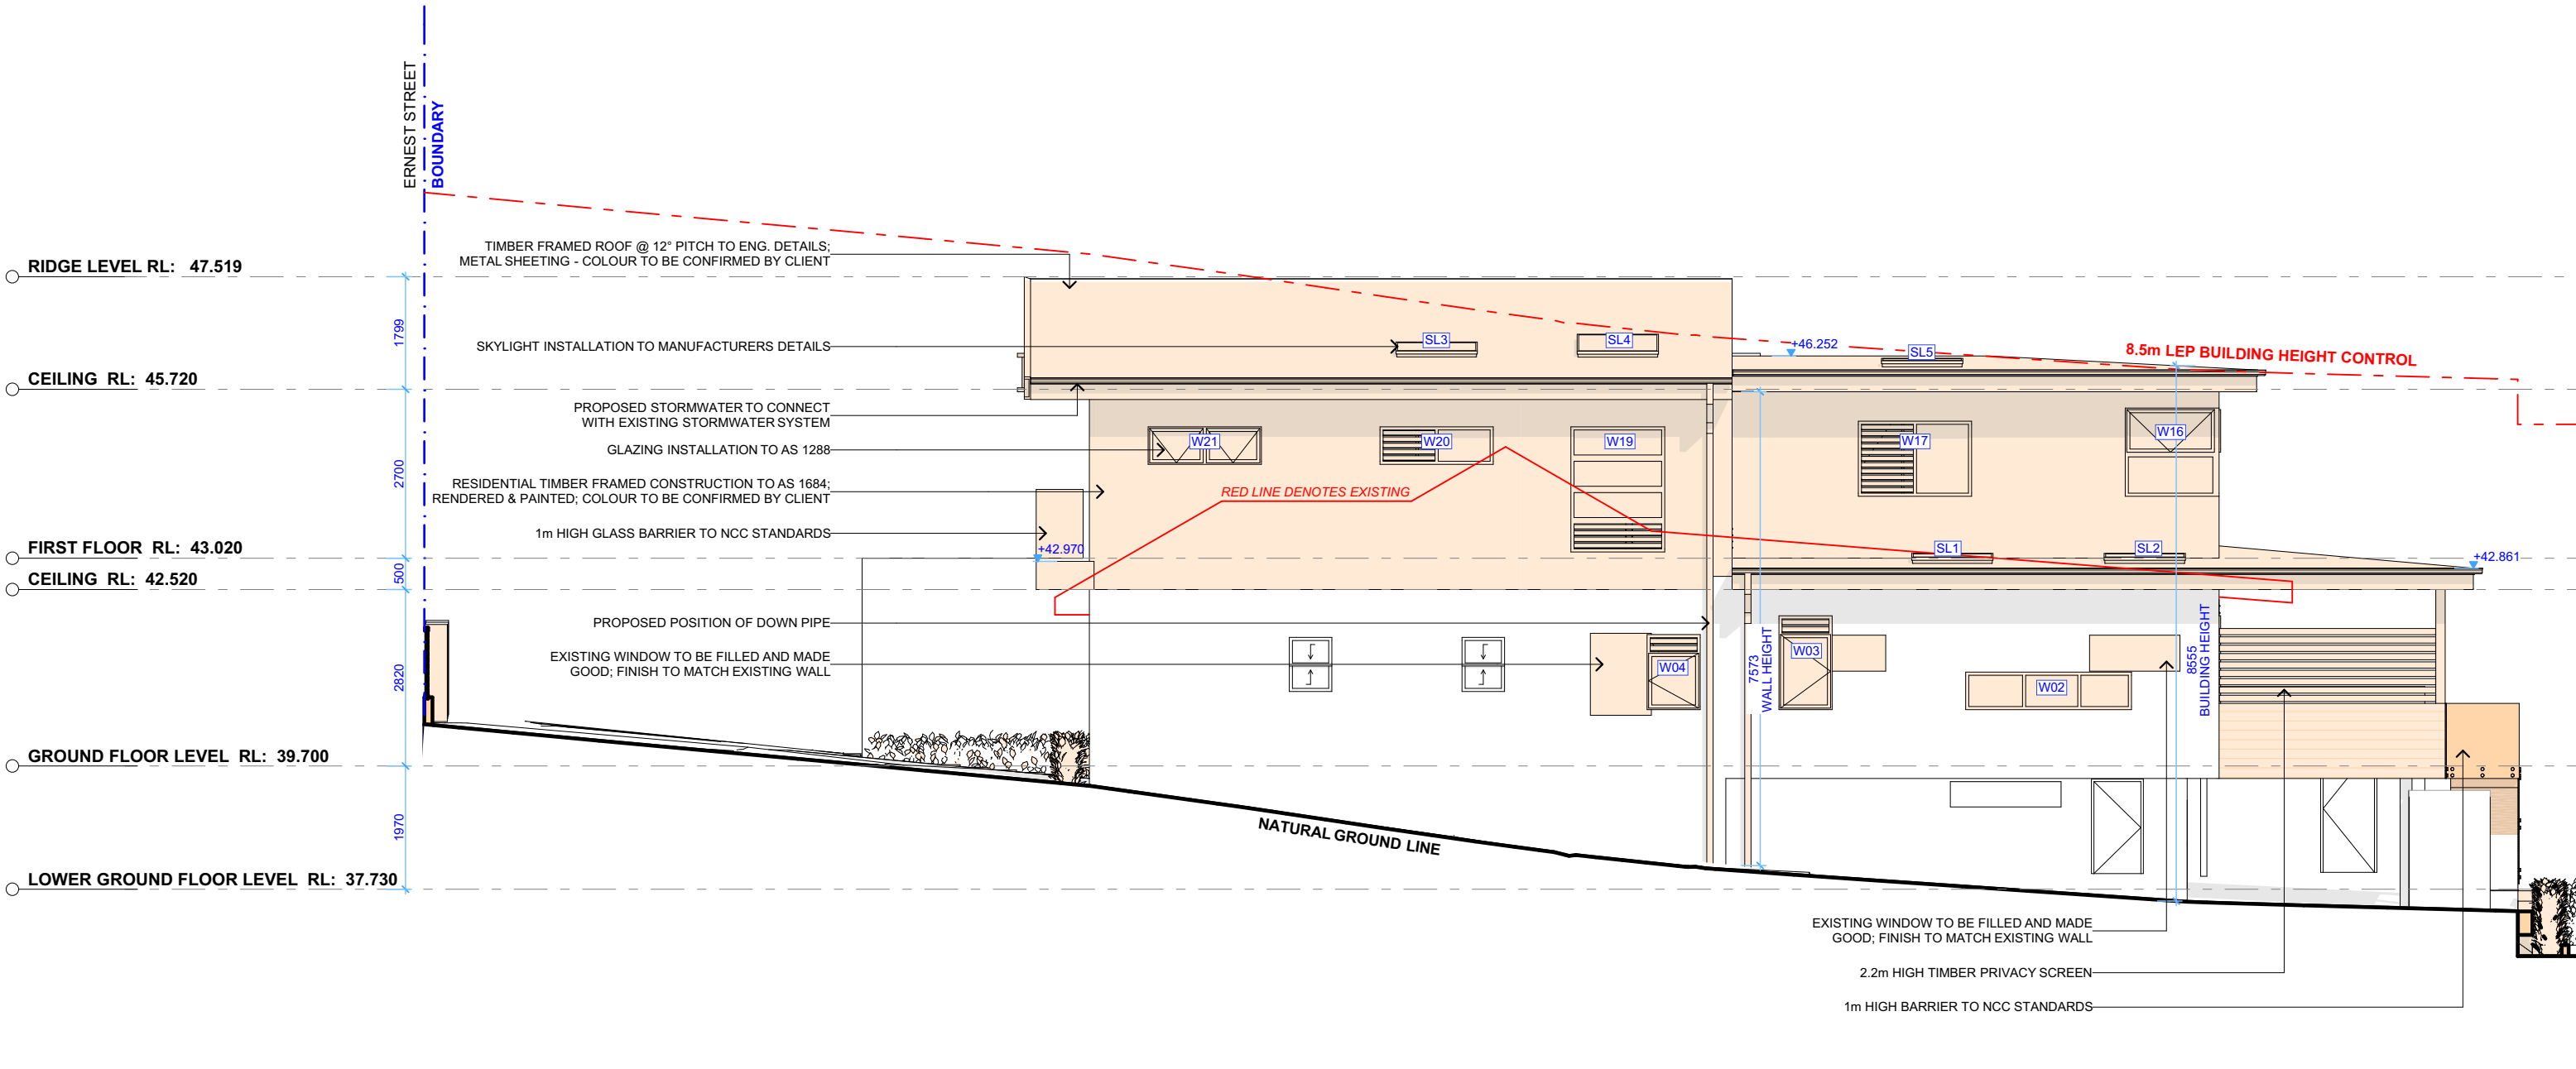 ERNEST STREET
BOUNDARY
TIMBER FRAMED ROOF @ 12° PITCH TO ENG. DETAILS;
METAL SHEETING - COLOUR TO BE CONFIRMED BY CLIENT
RIDGE LEVEL RL: 47.519
1799
SKYLIGHT INSTALLATION TO MANUFACTURERS DETAILS
SL3
SL4
+46.252
SL5
8.5m LEP BUILDING HEIGHT CONTROL
CEILING RL: 45.720
PROPOSED STORMWATER TO CONNECT
WITH EXISTING STORMWATER SYSTEM
GLAZING INSTALLATION TO AS 1288
W21
W20
W19
W17
W16
2700
RESIDENTIAL TIMBER FRAMED CONSTRUCTION TO AS 1684;
RENDERED & PAINTED; COLOUR TO BE CONFIRMED BY CLIENT
RED LINE DENOTES EXISTING
1m HIGH GLASS BARRIER TO NCC STANDARDS
FIRST FLOOR RL: 43.020
+42.970
SL1
SL2
+42.861
500
CEILING RL: 42.520
PROPOSED POSITION OF DOWN PIPE
EXISTING WINDOW TO BE FILLED AND MADE
GOOD; FINISH TO MATCH EXISTING WALL
W04
W03
W02
2820
7573
WALL HEIGHT
8555
BUILDING HEIGHT
GROUND FLOOR LEVEL RL: 39.700
1970
NATURAL GROUND LINE
LOWER GROUND FLOOR LEVEL RL: 37.730
EXISTING WINDOW TO BE FILLED AND MADE
GOOD; FINISH TO MATCH EXISTING WALL
2.2m HIGH TIMBER PRIVACY SCREEN
1m HIGH BARRIER TO NCC STANDARDS